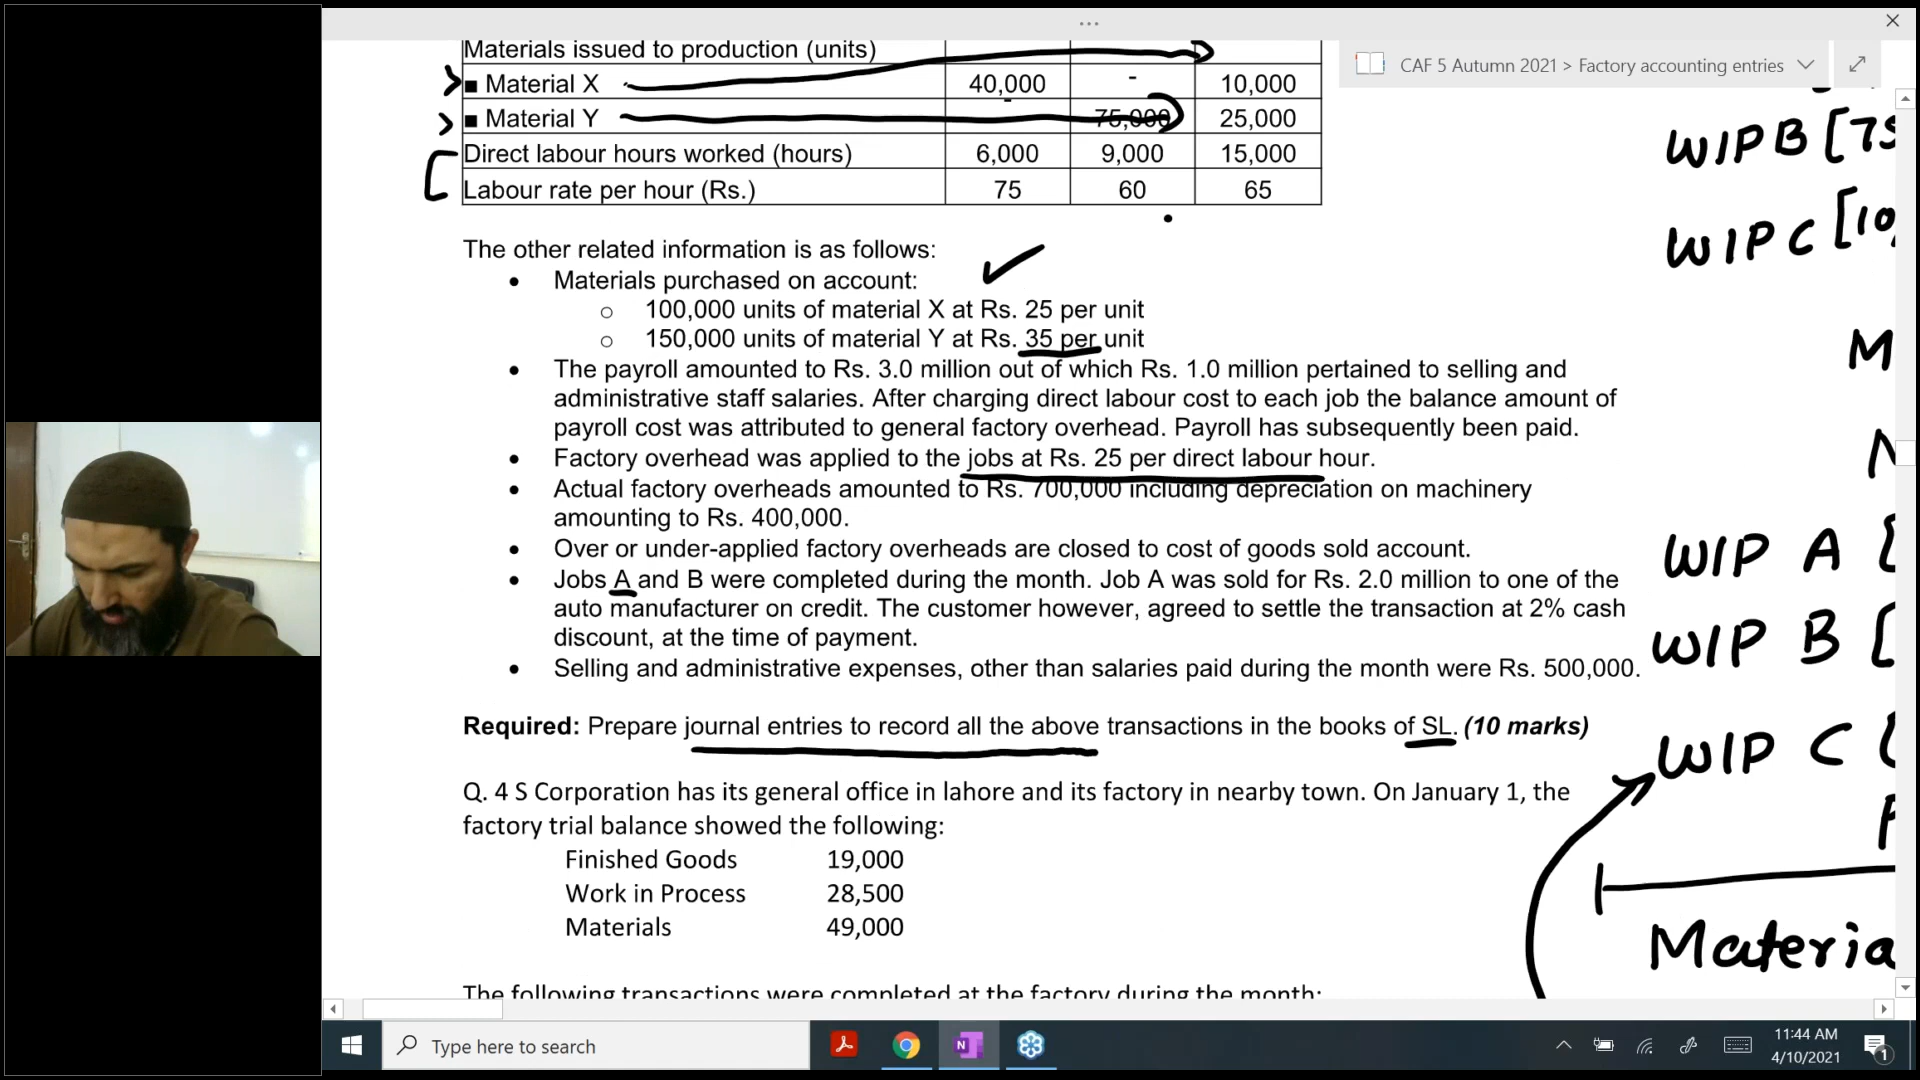 Materials issued to production (units)
CAF 5 Autumn 2021 > Factory accounting entries
■ Material X 40,000 - 10,000
■ Material Y - 75,000 25,000
WIP B [75
Direct labour hours worked (hours) 6,000 9,000 15,000
Labour rate per hour (Rs.) 75 60 65
WIP C [10,
The other related information is as follows:
• Materials purchased on account:
o 100,000 units of material X at Rs. 25 per unit
o 150,000 units of material Y at Rs. 35 per unit
M
• The payroll amounted to Rs. 3.0 million out of which Rs. 1.0 million pertained to selling and
administrative staff salaries. After charging direct labour cost to each job the balance amount of
payroll cost was attributed to general factory overhead. Payroll has subsequently been paid.
• Factory overhead was applied to the jobs at Rs. 25 per direct labour hour.
• Actual factory overheads amounted to Rs. 700,000 including depreciation on machinery
amounting to Rs. 400,000.
• Over or under-applied factory overheads are closed to cost of goods sold account.
WIP A [
• Jobs A and B were completed during the month. Job A was sold for Rs. 2.0 million to one of the
auto manufacturer on credit. The customer however, agreed to settle the transaction at 2% cash
discount, at the time of payment.
WIP B [
• Selling and administrative expenses, other than salaries paid during the month were Rs. 500,000.
Required: Prepare journal entries to record all the above transactions in the books of SL. (10 marks)
WIP C
Q. 4 S Corporation has its general office in lahore and its factory in nearby town. On January 1, the
factory trial balance showed the following:
Finished Goods 19,000
Work in Process 28,500
Materials 49,000
Materia
The following transactions were completed at the factory during the month:
Type here to search
11:44 AM
4/10/2021
1